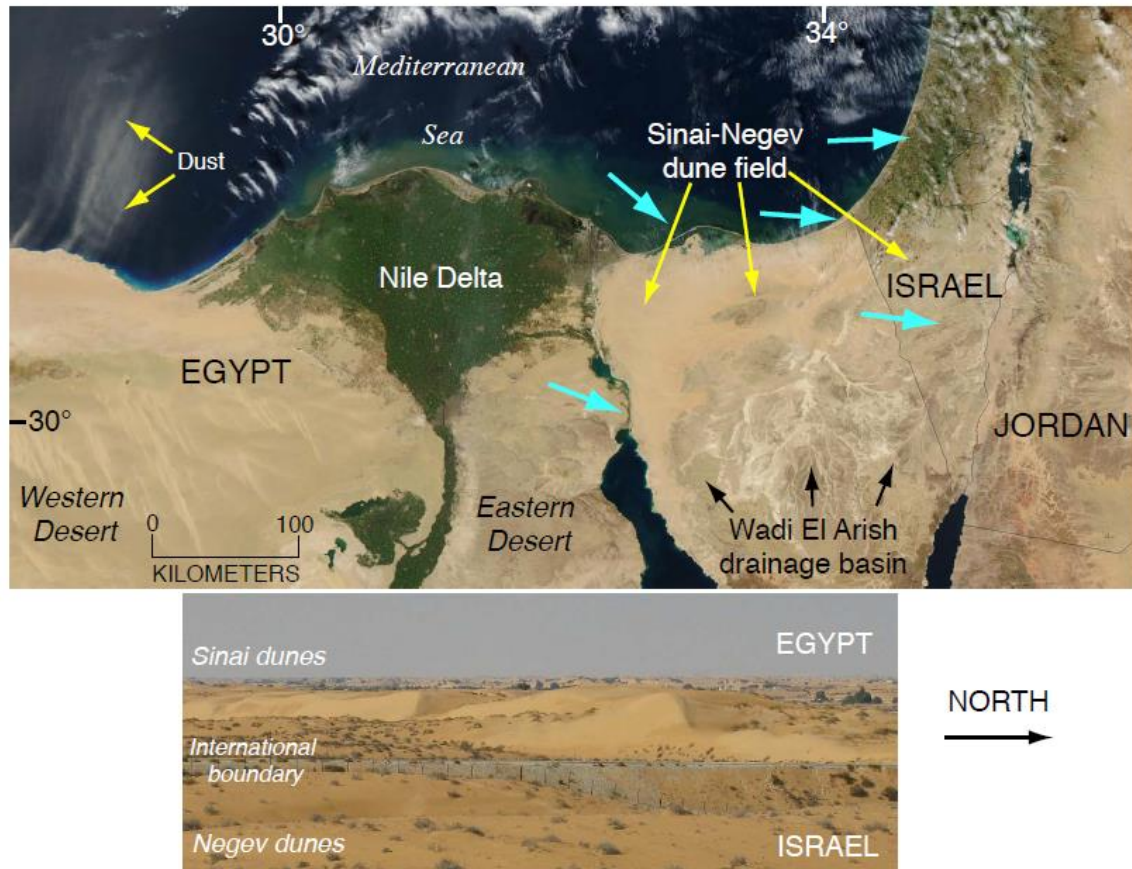 30°
34°
Mediterranean
Sea
Dust
Sinai-Negev
dune field
Nile Delta
ISRAEL
EGYPT
30°
JORDAN
Western
Desert
0
100
KILOMETERS
Eastern
Desert
Wadi El Arish
drainage basin
Sinai dunes
EGYPT
International
boundary
Negev dunes
ISRAEL
NORTH